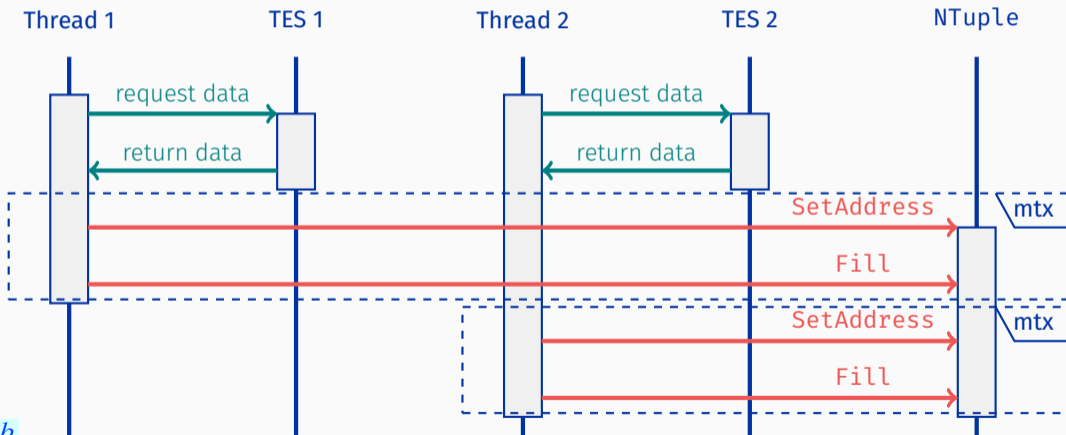 Thread 1 TES 1 Thread 2 TES 2 NTuple
request data request data
return data return data
SetAddress
mtx
Fill
SetAddress
mtx
Fill
b